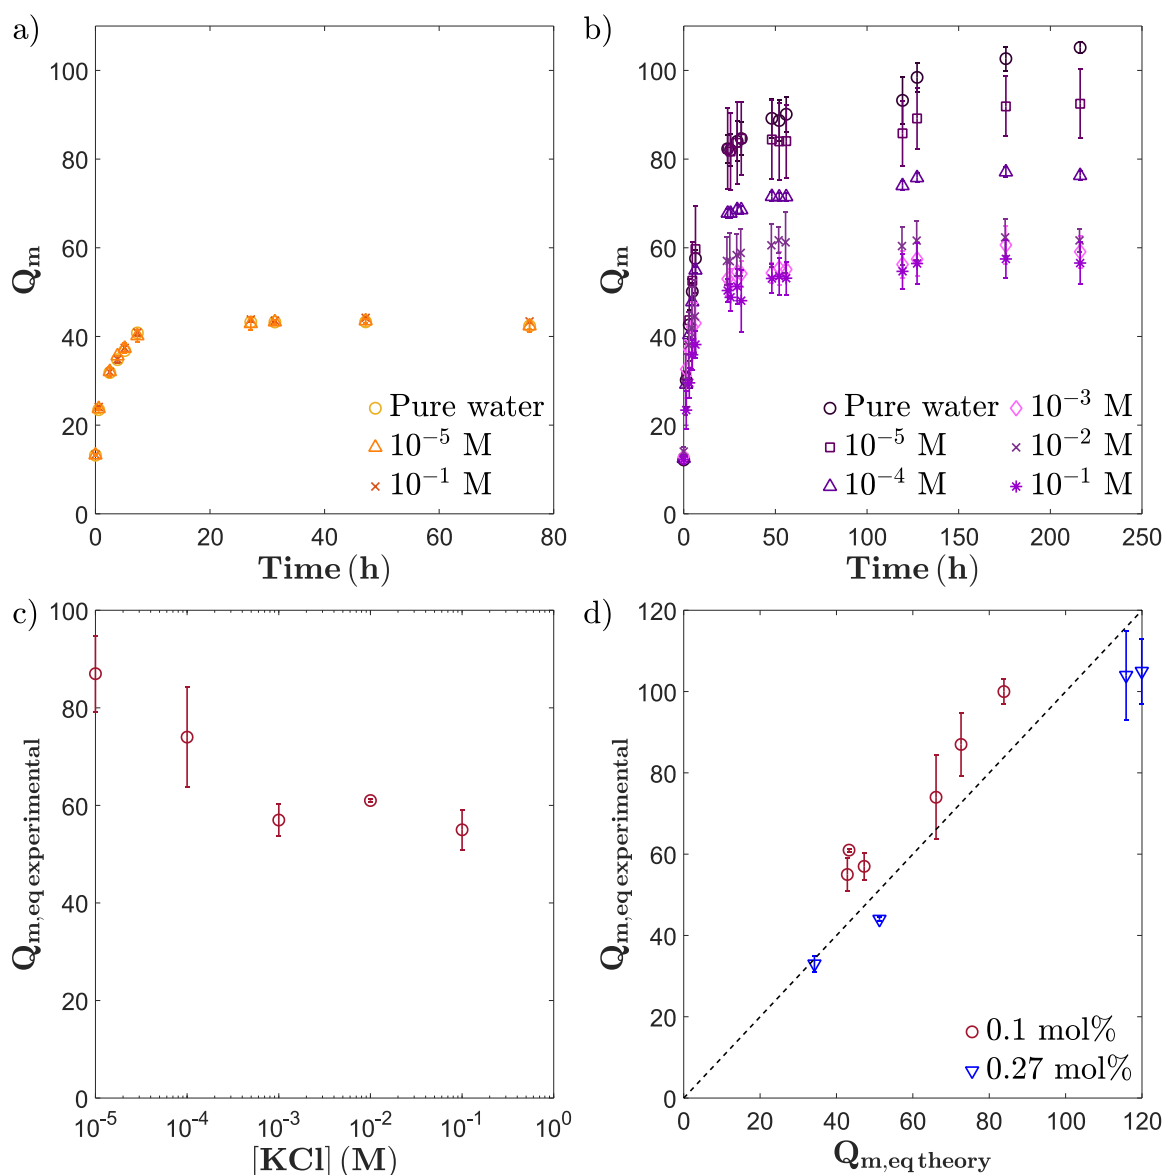 a)
Q_m
100
80
60
40
20
0
0 20 40 60 80
Time (h)
Pure water
10^{-5} M
10^{-1} M
b)
Q_m
100
80
60
40
20
0
0 50 100 150 200 250
Time (h)
Pure water
10^{-5} M
10^{-4} M
10^{-3} M
10^{-2} M
10^{-1} M
c)
Q_{m,eq experimental}
100
80
60
40
20
0
10^{-5} 10^{-4} 10^{-3} 10^{-2} 10^{-1} 10^{0}
[KCl] (M)
d)
Q_{m,eq experimental}
120
100
80
60
40
20
0
0 20 40 60 80 100 120
Q_{m,eq theory}
0.1 mol%
0.27 mol%